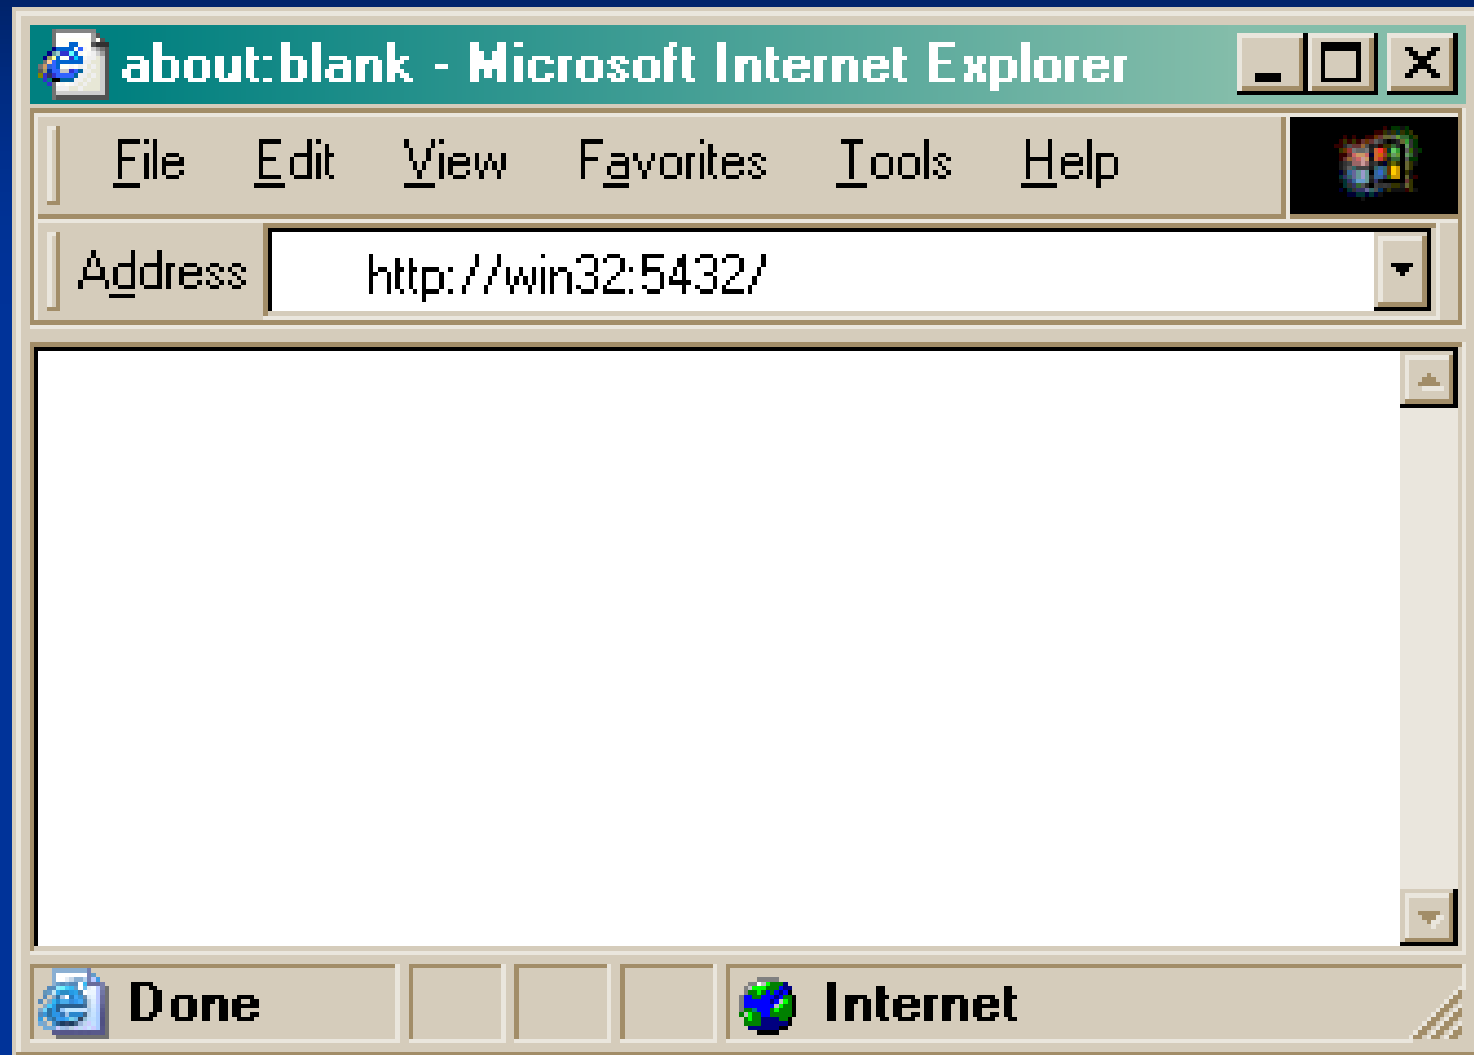 about:blank - Microsoft Internet Explorer
File Edit View Favorites Tools Help
Address http://win32:5432/
Done Internet